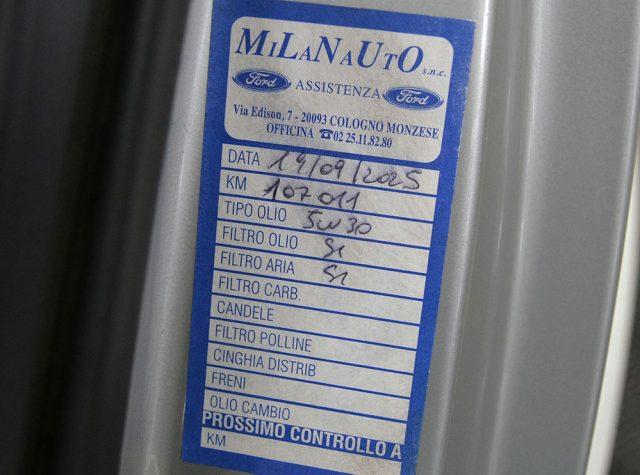 MiLaNaUtO s.n.c.
Ford ASSISTENZA Ford
Via Edison, 7 - 20093 COLOGNO MONZESE
OFFICINA ☎02 25.11.82.80
DATA 19/09/2025
KM 107011
TIPO OLIO 5W30
FILTRO OLIO SI
FILTRO ARIA SI
FILTRO CARB.
CANDELE
FILTRO POLLINE
CINGHIA DISTRIB
FRENI
OLIO CAMBIO
PROSSIMO CONTROLLO A
KM